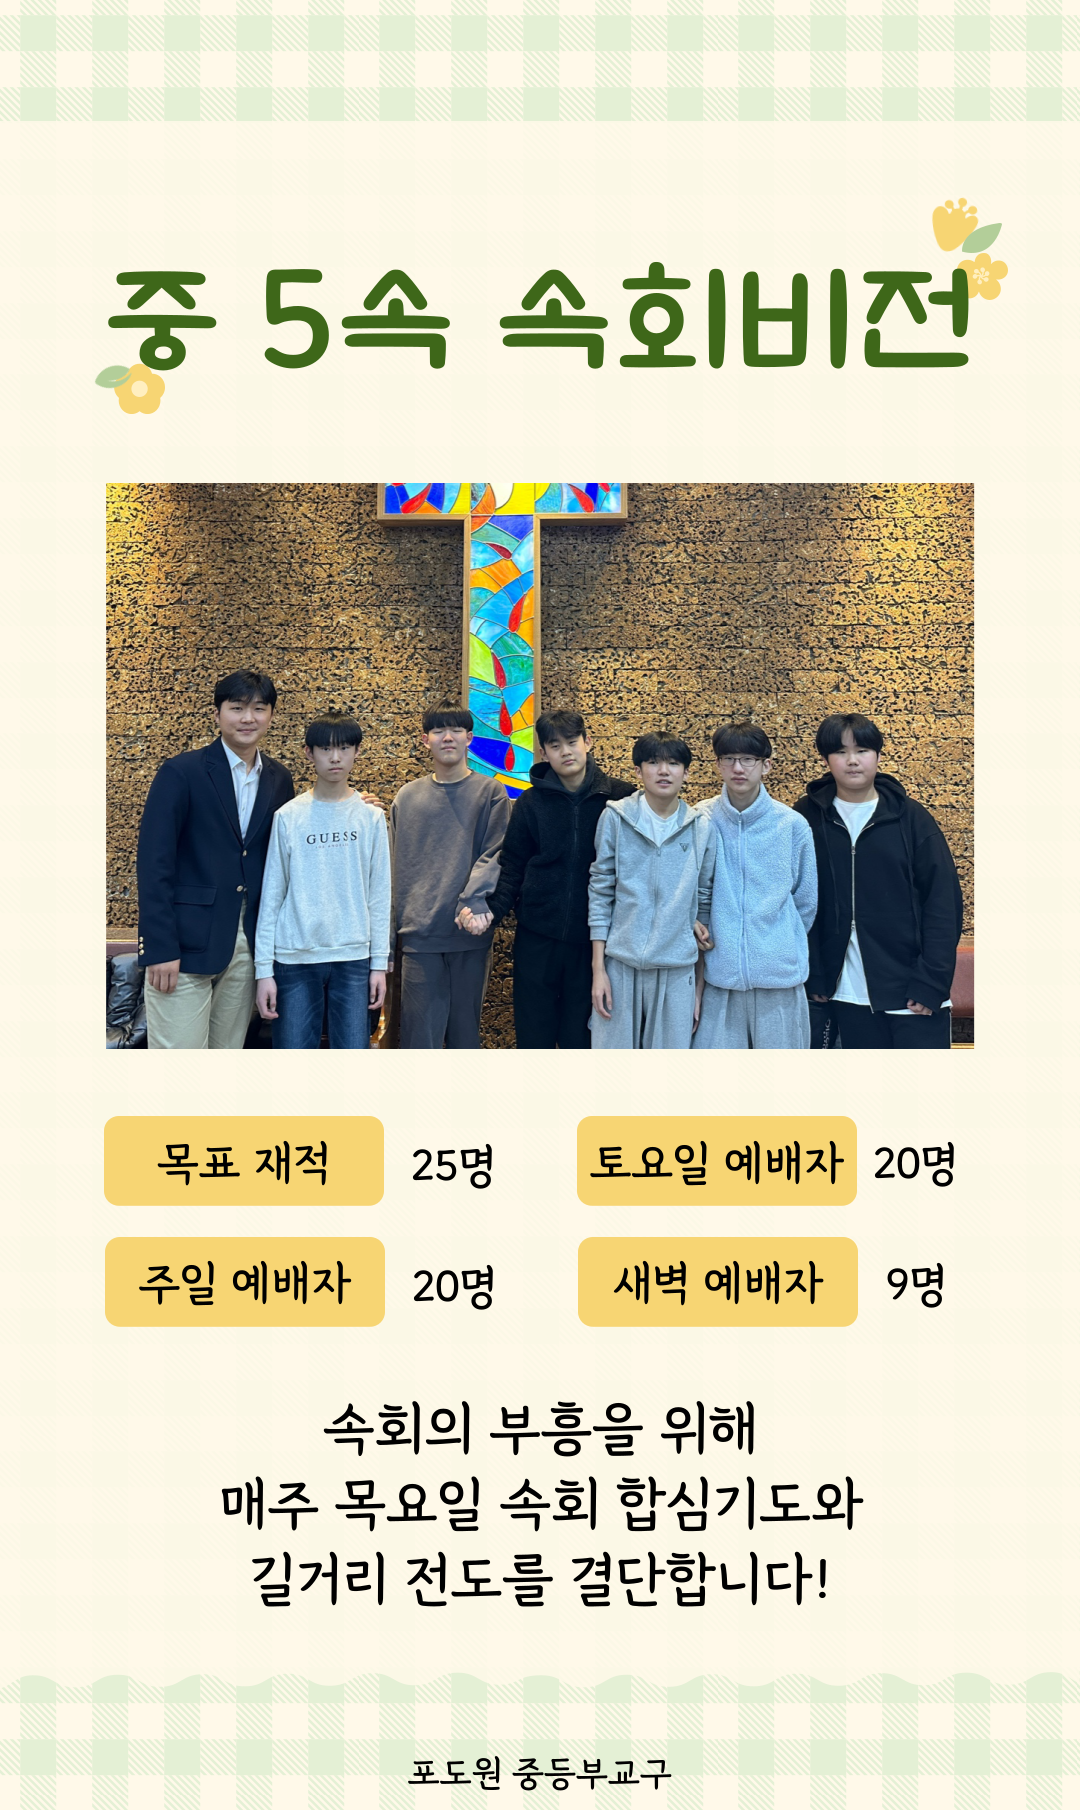 중 5속 속회비전
GUESS
목표 재적 25명 토요일 예배자 20명
주일 예배자 20명 새벽 예배자 9명
속회의 부흥을 위해
매주 목요일 속회 합심기도와
길거리 전도를 결단합니다!
포도원 중등부교구